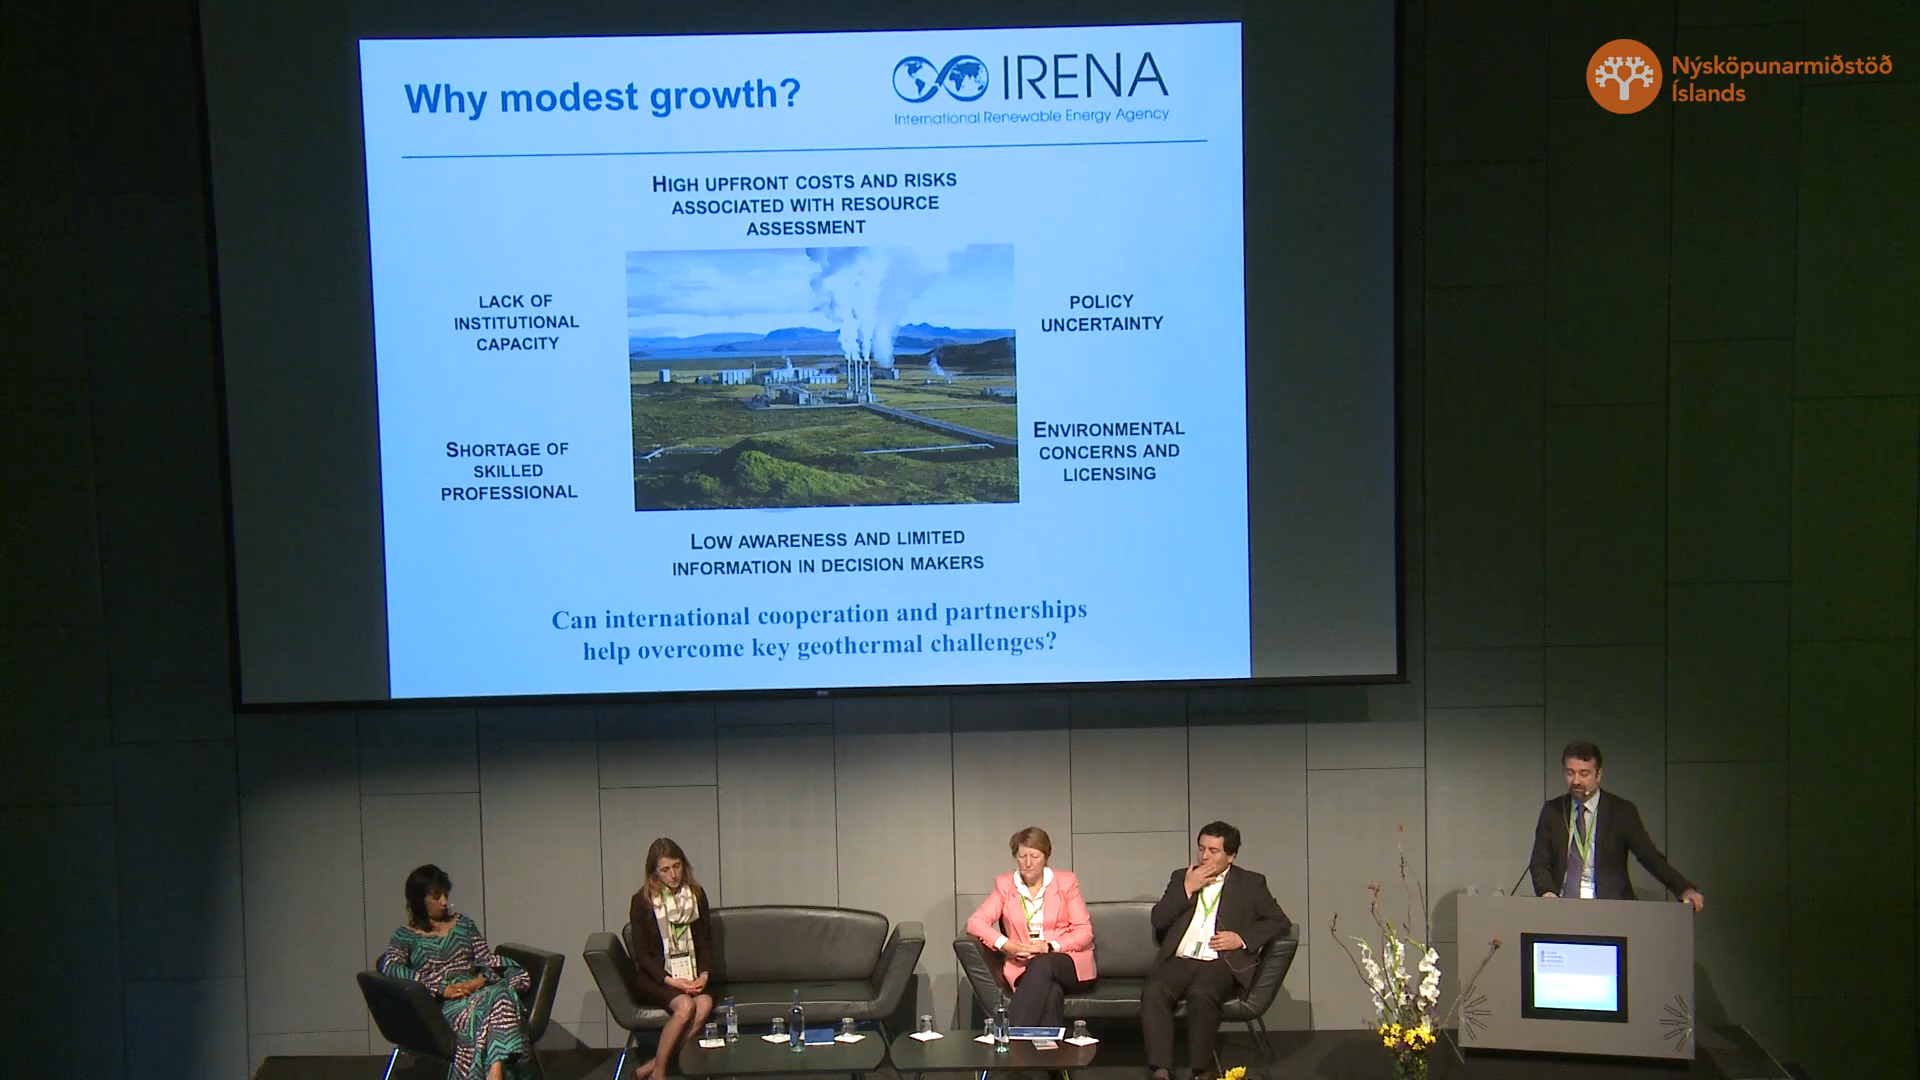 Why modest growth?
IRENA
International Renewable Energy Agency
HIGH UPFRONT COSTS AND RISKS
ASSOCIATED WITH RESOURCE
ASSESSMENT
LACK OF
INSTITUTIONAL
CAPACITY
POLICY
UNCERTAINTY
SHORTAGE OF
SKILLED
PROFESSIONAL
ENVIRONMENTAL
CONCERNS AND
LICENSING
LOW AWARENESS AND LIMITED
INFORMATION IN DECISION MAKERS
Can international cooperation and partnerships
help overcome key geothermal challenges?
Nýsköpunarmiðstöð
Íslands